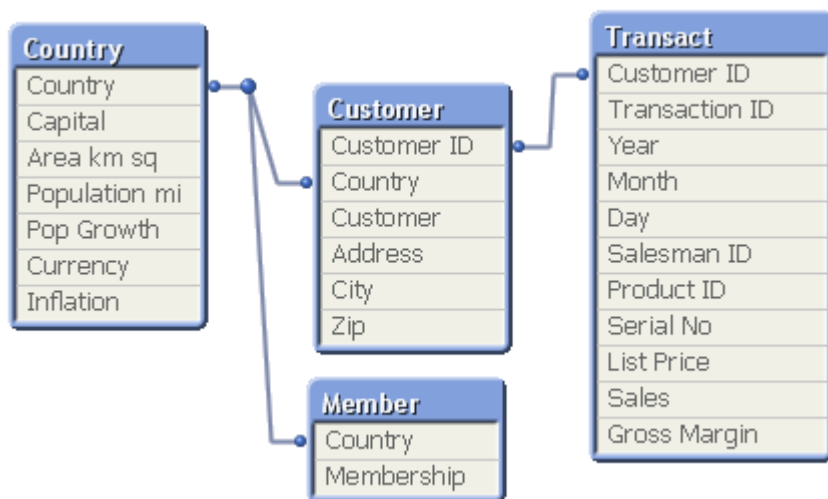 Country
Country
Capital
Area km sq
Population mi
Pop Growth
Currency
Inflation
Customer
Customer ID
Country
Customer
Address
City
Zip
Member
Country
Membership
Transact
Customer ID
Transaction ID
Year
Month
Day
Salesman ID
Product ID
Serial No
List Price
Sales
Gross Margin